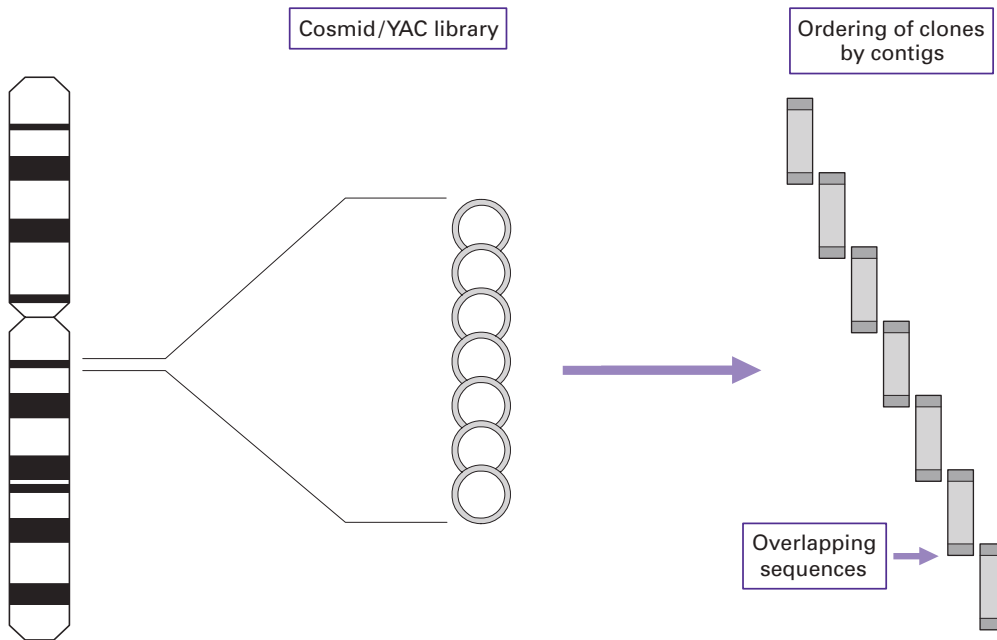 Cosmid/YAC library
Ordering of clones
by contigs
Overlapping
sequences